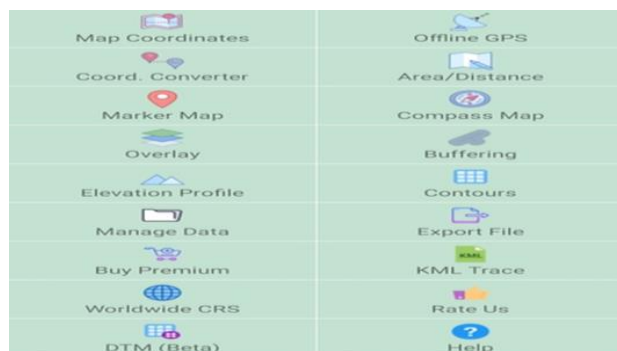 Map Coordinates
Offline GPS
Coord. Converter
Area/Distance
Marker Map
Compass Map
Overlay
Buffering
Elevation Profile
Contours
Manage Data
Export File
KML
Buy Premium
KML Trace
Worldwide CRS
Rate Us
DTM (Beta)
Help